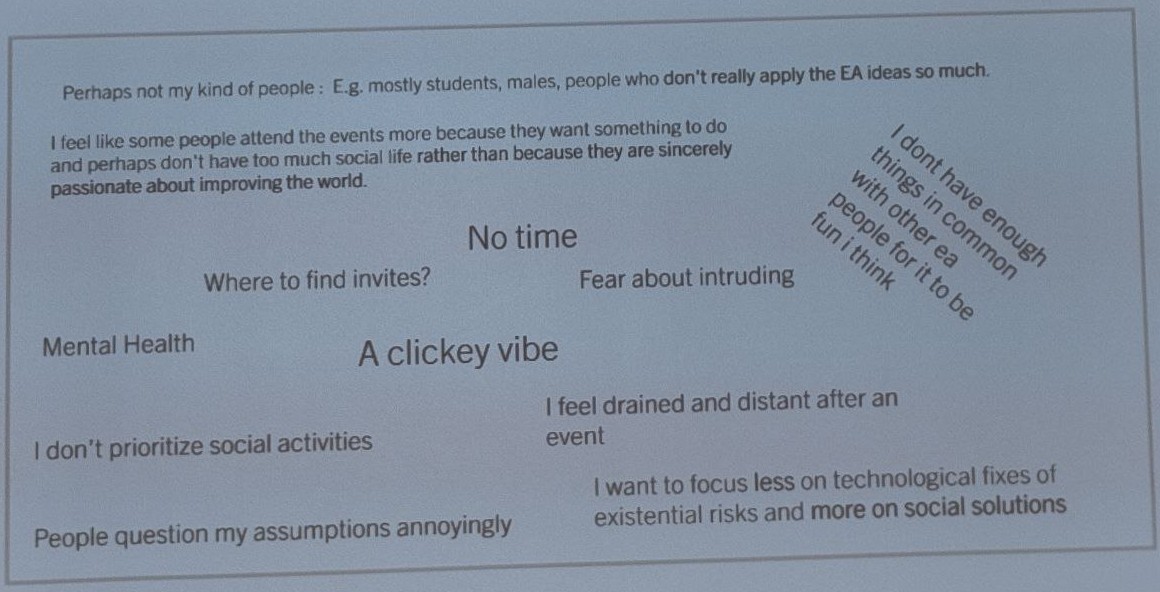 Perhaps not my kind of people : E.g. mostly students, males, people who don't really apply the EA ideas so much.
I feel like some people attend the events more because they want something to do
and perhaps don't have too much social life rather than because they are sincerely
passionate about improving the world.
I dont have enough
things in common
with other ea
people for it to be
fun i think
No time
Where to find invites?
Fear about intruding
Mental Health
A clickey vibe
I feel drained and distant after an
event
I don't prioritize social activities
I want to focus less on technological fixes of
existential risks and more on social solutions
People question my assumptions annoyingly